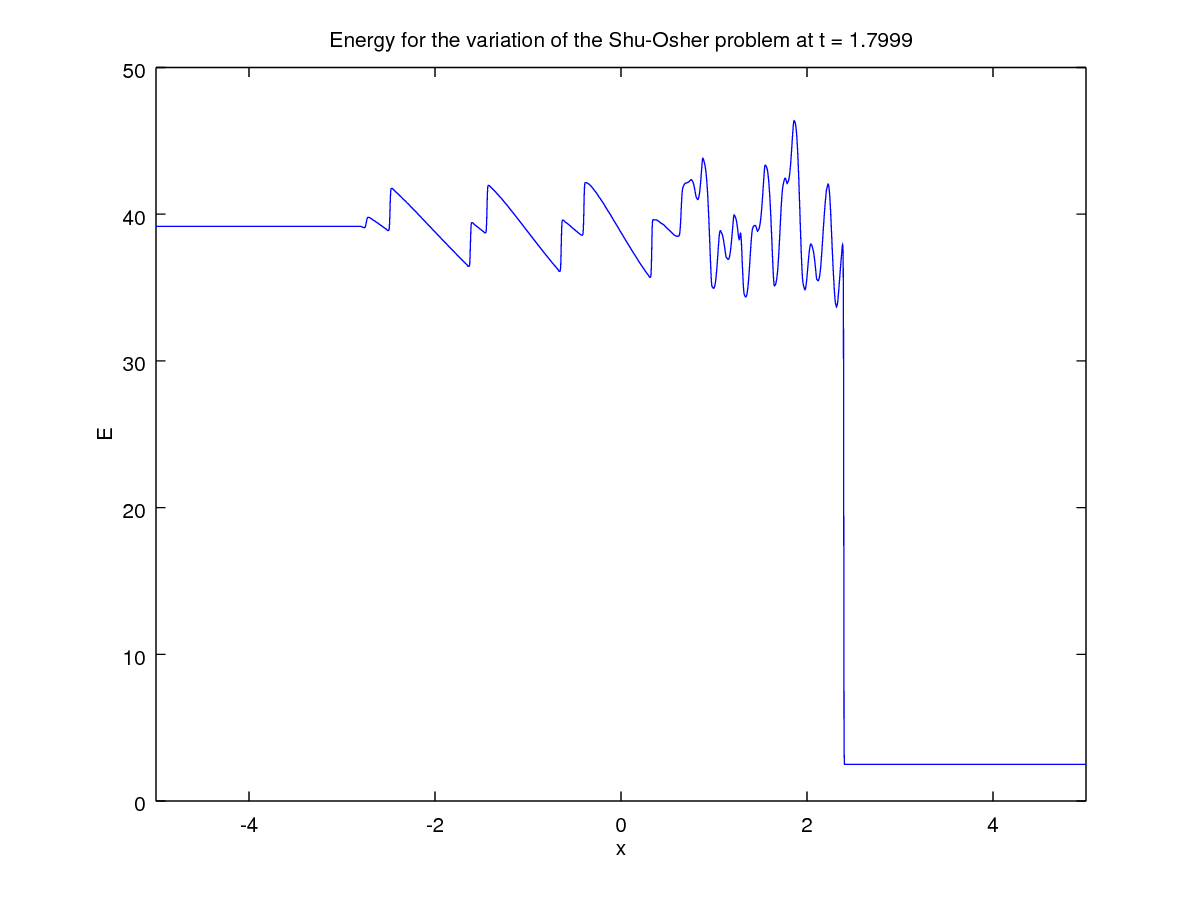 Energy for the variation of the Shu-Osher problem at t = 1.7999
50
40
30
20
10
0
E
-4 -2 0 2 4
x